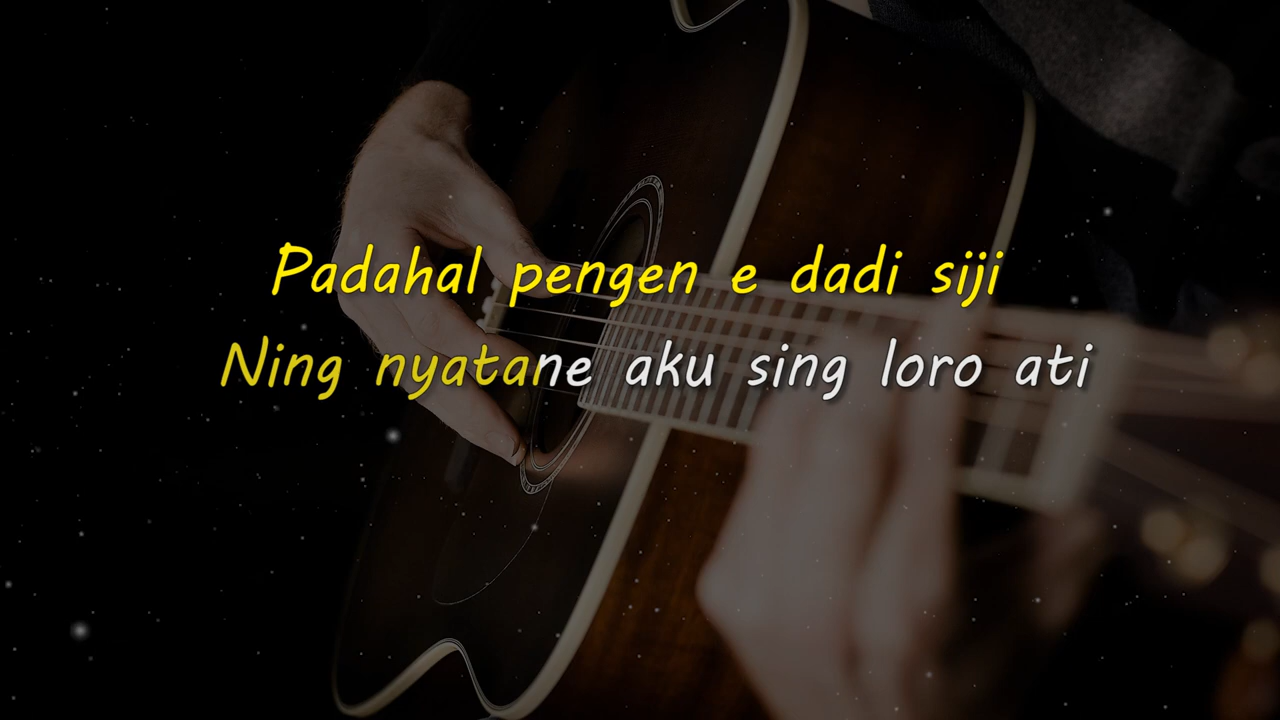 Padahal pengen e dadi siji
Ning nyatane aku sing loro ati